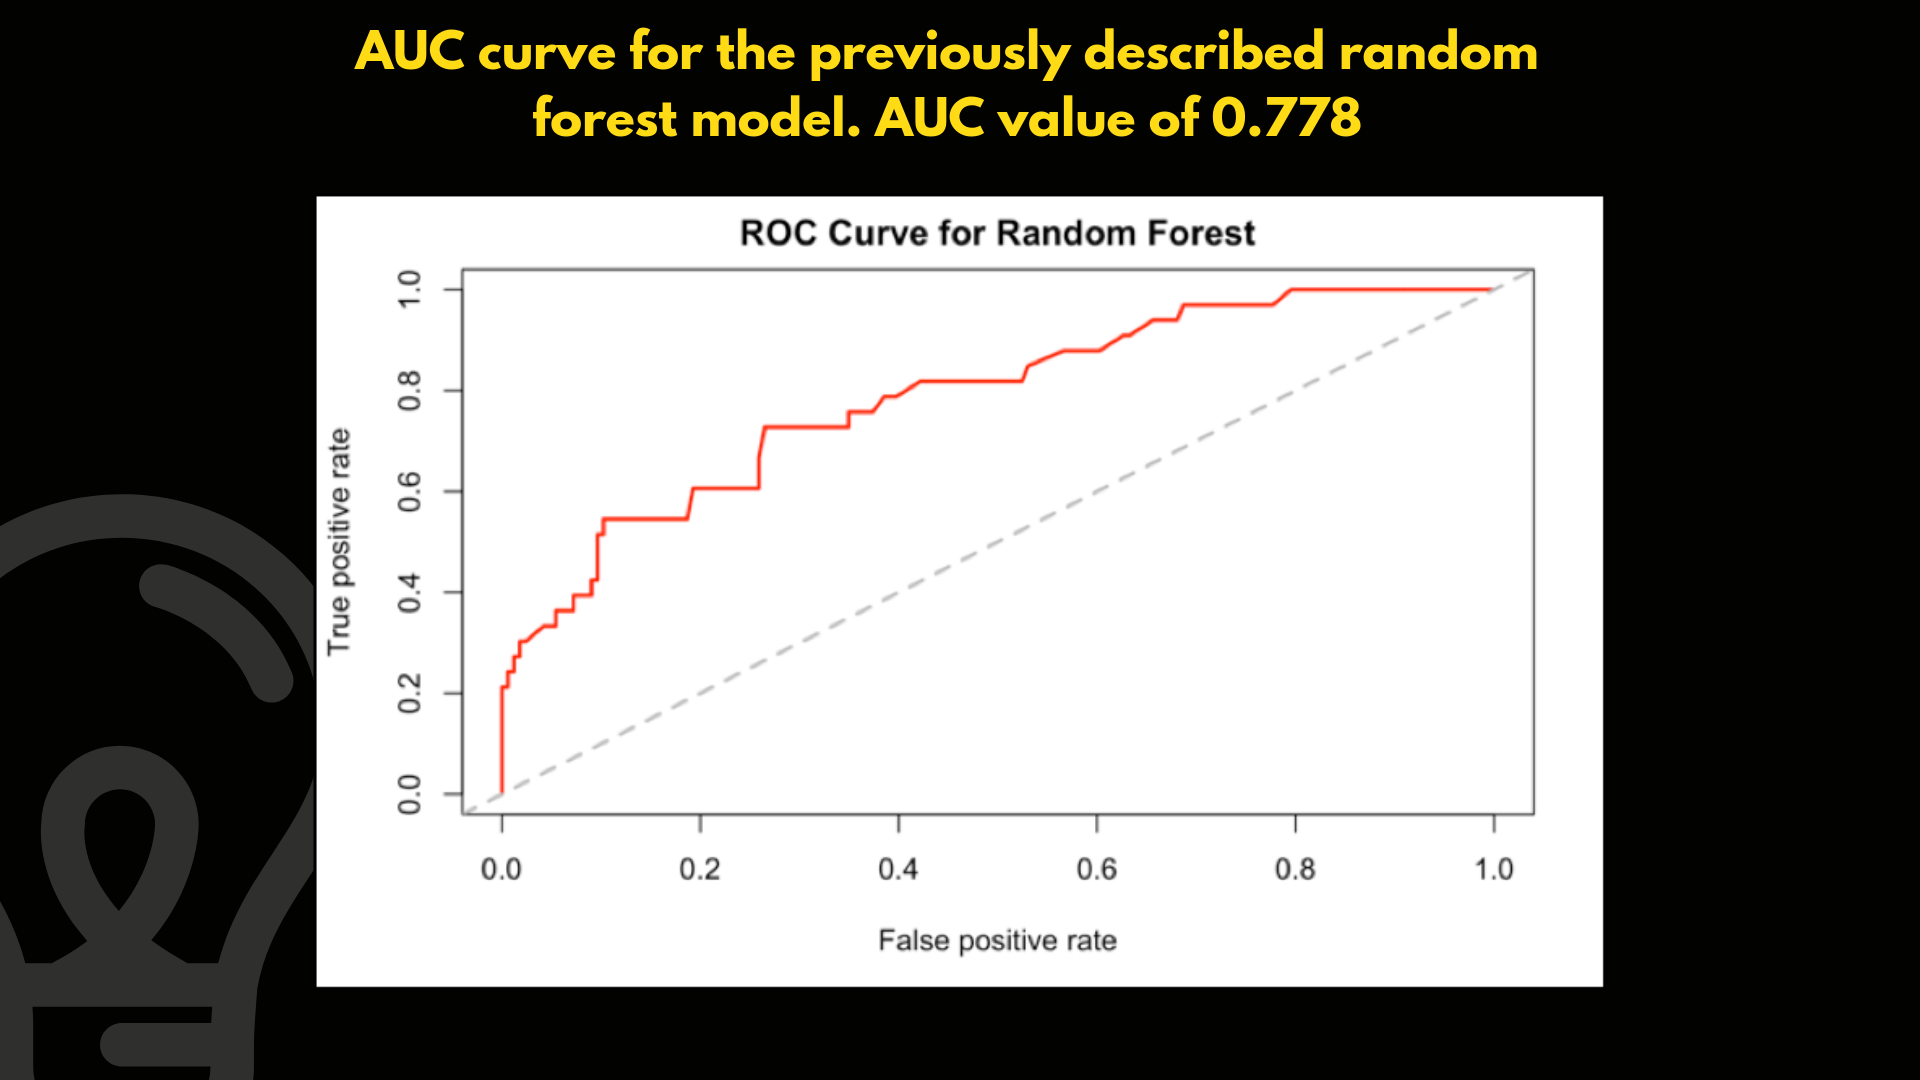 AUC curve for the previously described random
forest model. AUC value of 0.778
ROC Curve for Random Forest
True positive rate
1.0
0.8
0.6
0.4
0.2
0.0
0.0 0.2 0.4 0.6 0.8 1.0
False positive rate